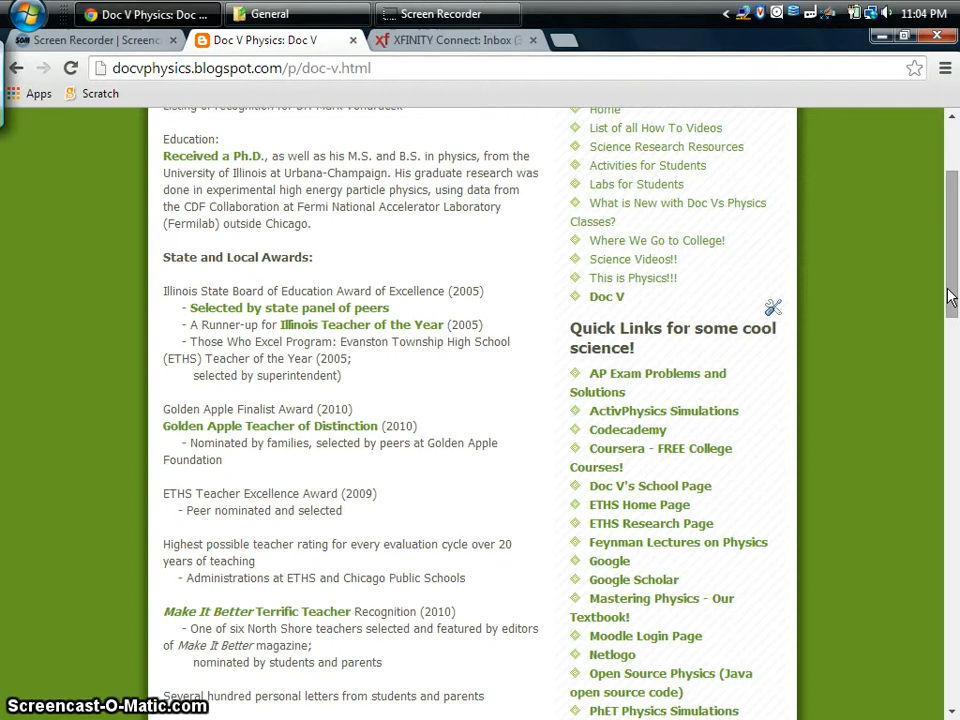 Doc V Physics: Doc ...
General
Screen Recorder
11:04 PM
Screen Recorder | Screenc
Doc V Physics: Doc V
XFINITY Connect: Inbox (3
docvphysics.blogspot.com/p/doc-v.html
Apps
Scratch
Education:
Received a Ph.D., as well as his M.S. and B.S. in physics, from the
University of Illinois at Urbana-Champaign. His graduate research was
done in experimental high energy particle physics, using data from
the CDF Collaboration at Fermi National Accelerator Laboratory
(Fermilab) outside Chicago.
State and Local Awards:
Illinois State Board of Education Award of Excellence (2005)
- Selected by state panel of peers
- A Runner-up for Illinois Teacher of the Year (2005)
- Those Who Excel Program: Evanston Township High School
(ETHS) Teacher of the Year (2005;
selected by superintendent)
Golden Apple Finalist Award (2010)
Golden Apple Teacher of Distinction (2010)
- Nominated by families, selected by peers at Golden Apple
Foundation
ETHS Teacher Excellence Award (2009)
- Peer nominated and selected
Highest possible teacher rating for every evaluation cycle over 20
years of teaching
- Administrations at ETHS and Chicago Public Schools
Make It Better Terrific Teacher Recognition (2010)
- One of six North Shore teachers selected and featured by editors
of Make It Better magazine;
nominated by students and parents
Several hundred personal letters from students and parents
Home
List of all How To Videos
Science Research Resources
Activities for Students
Labs for Students
What is New with Doc Vs Physics
Classes?
Where We Go to College!
Science Videos!!
This is Physics!!!
Doc V
Quick Links for some cool
science!
AP Exam Problems and
Solutions
ActivPhysics Simulations
Codecademy
Coursera - FREE College
Courses!
Doc V's School Page
ETHS Home Page
ETHS Research Page
Feynman Lectures on Physics
Google
Google Scholar
Mastering Physics - Our
Textbook!
Moodle Login Page
Netlogo
Open Source Physics (Java
open source code)
PhET Physics Simulations
Screencast-O-Matic.com